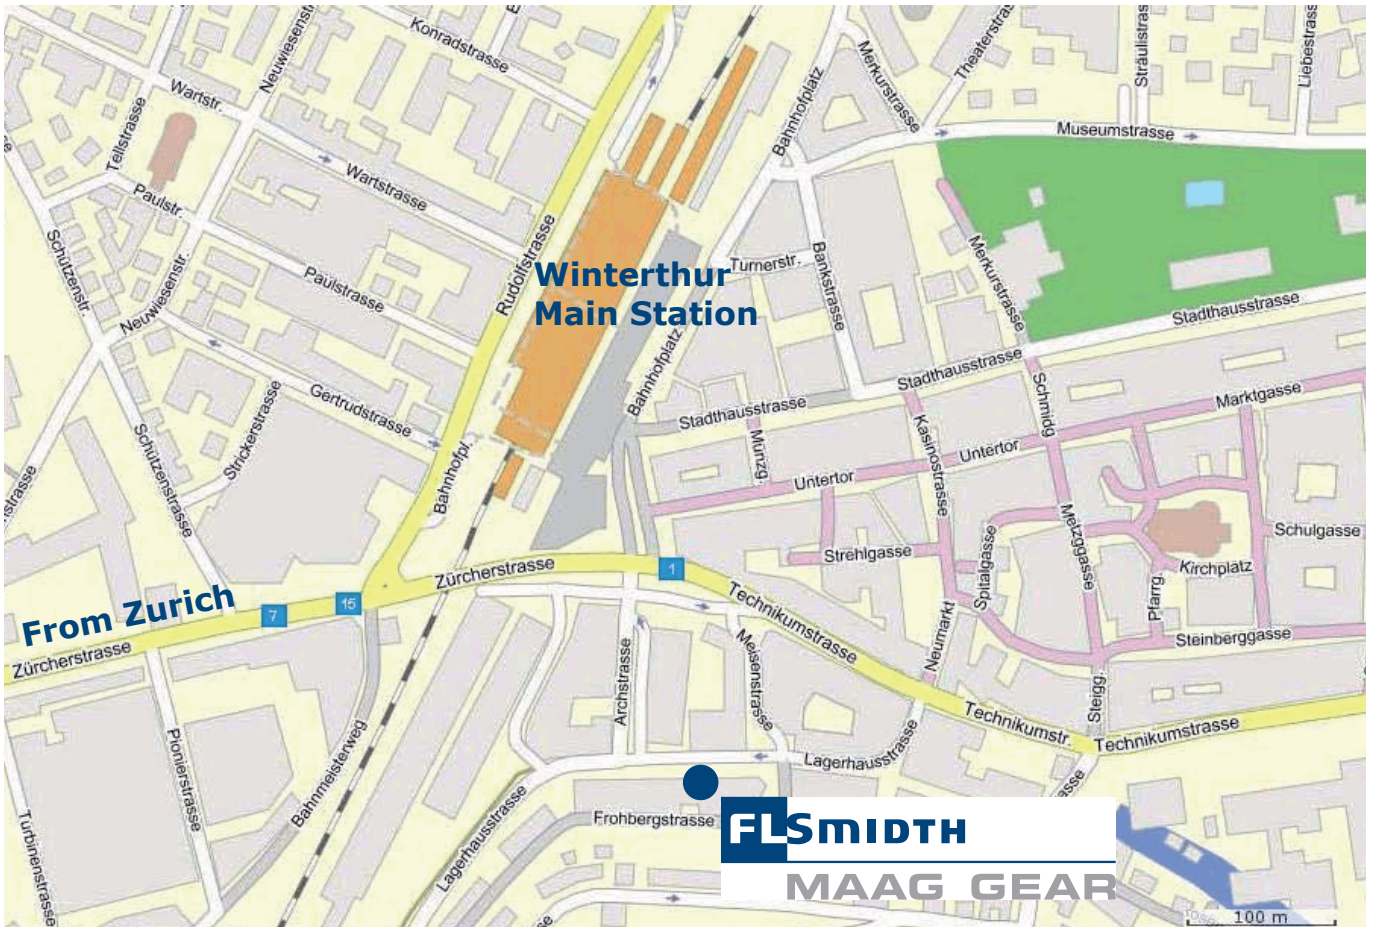 Konradstrasse
Neuwiesenstr.
Wartstr.
Tellstrasse
Merkurstrasse
Theaterstrasse
Bahnhofplatz
Liebestrasse
Museumstrasse
Wartstrasse
Paulstr.
Schützenstr.
Neuwiesenstr.
Paulstrasse
Rudolfstrasse
Winterthur
Main Station
Turnerstr.
Bankstrasse
Merkurstrasse
Stadthausstrasse
Bahnhofplatz
Stadthausstrasse
Stadthausstrasse
Gertrudstrasse
Strickerstrasse
Schützenstrasse
Bahnhofpl.
Münzg.
Untertor
Untertor
Kasinostrasse
Schmidg
Marktgasse
Metzggasse
Strehlgasse
Spitalgasse
Schulgasse
Kirchplatz
Pfarrg.
Steinberggasse
Zürcherstrasse
1
15
7
From Zurich
Zürcherstrasse
Technikumstrasse
Neumarkt
Meisenstrasse
Archstrasse
Steigg.
Technikumstr.
Technikumstrasse
Lagerhausstrasse
Pionierstrasse
Bahnmeisterweg
Turbinenstrasse
Lagerhausstrasse
Frohbergstrasse
asse
FLSMIDTH
MAAG GEAR
100 m